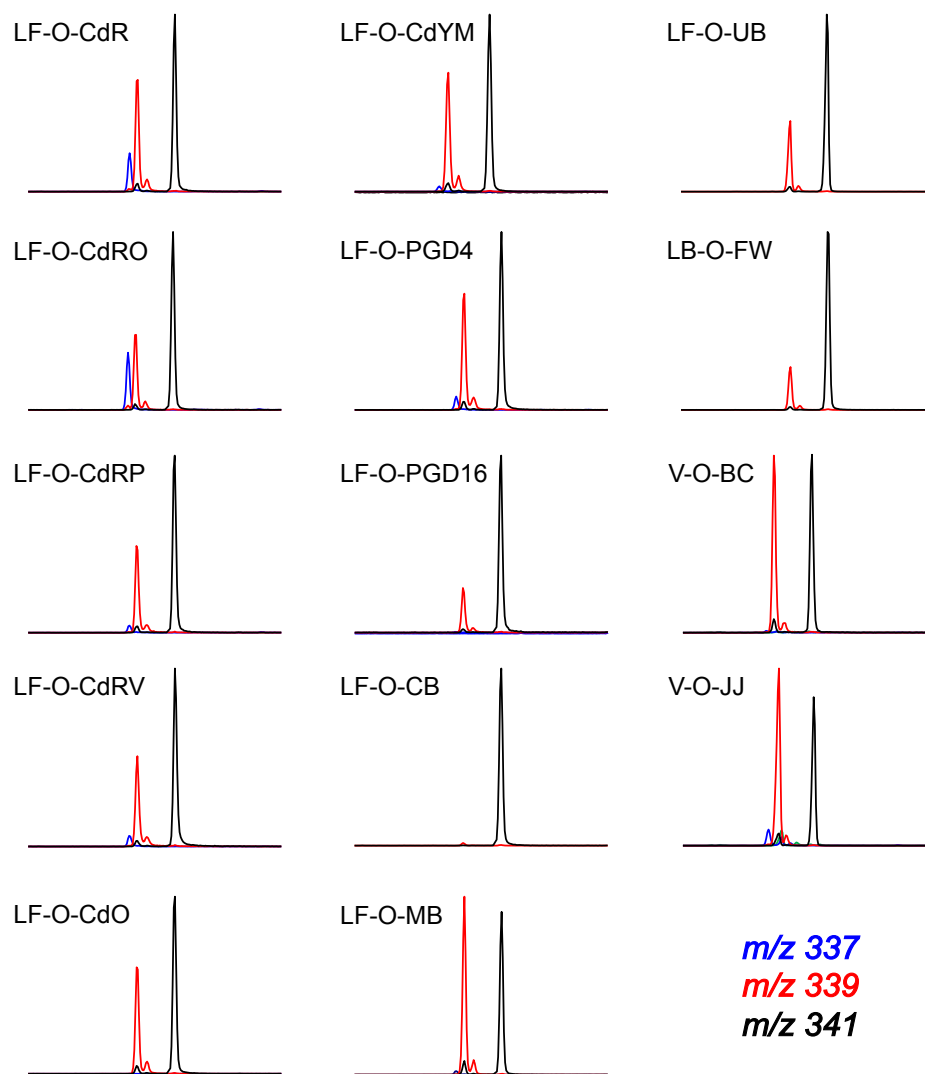 LF-O-CdR
LF-O-CdYM
LF-O-UB
LF-O-CdRO
LF-O-PGD4
LB-O-FW
LF-O-CdRP
LF-O-PGD16
V-O-BC
LF-O-CdRV
LF-O-CB
V-O-JJ
LF-O-CdO
LF-O-MB
m/z 337
m/z 339
m/z 341